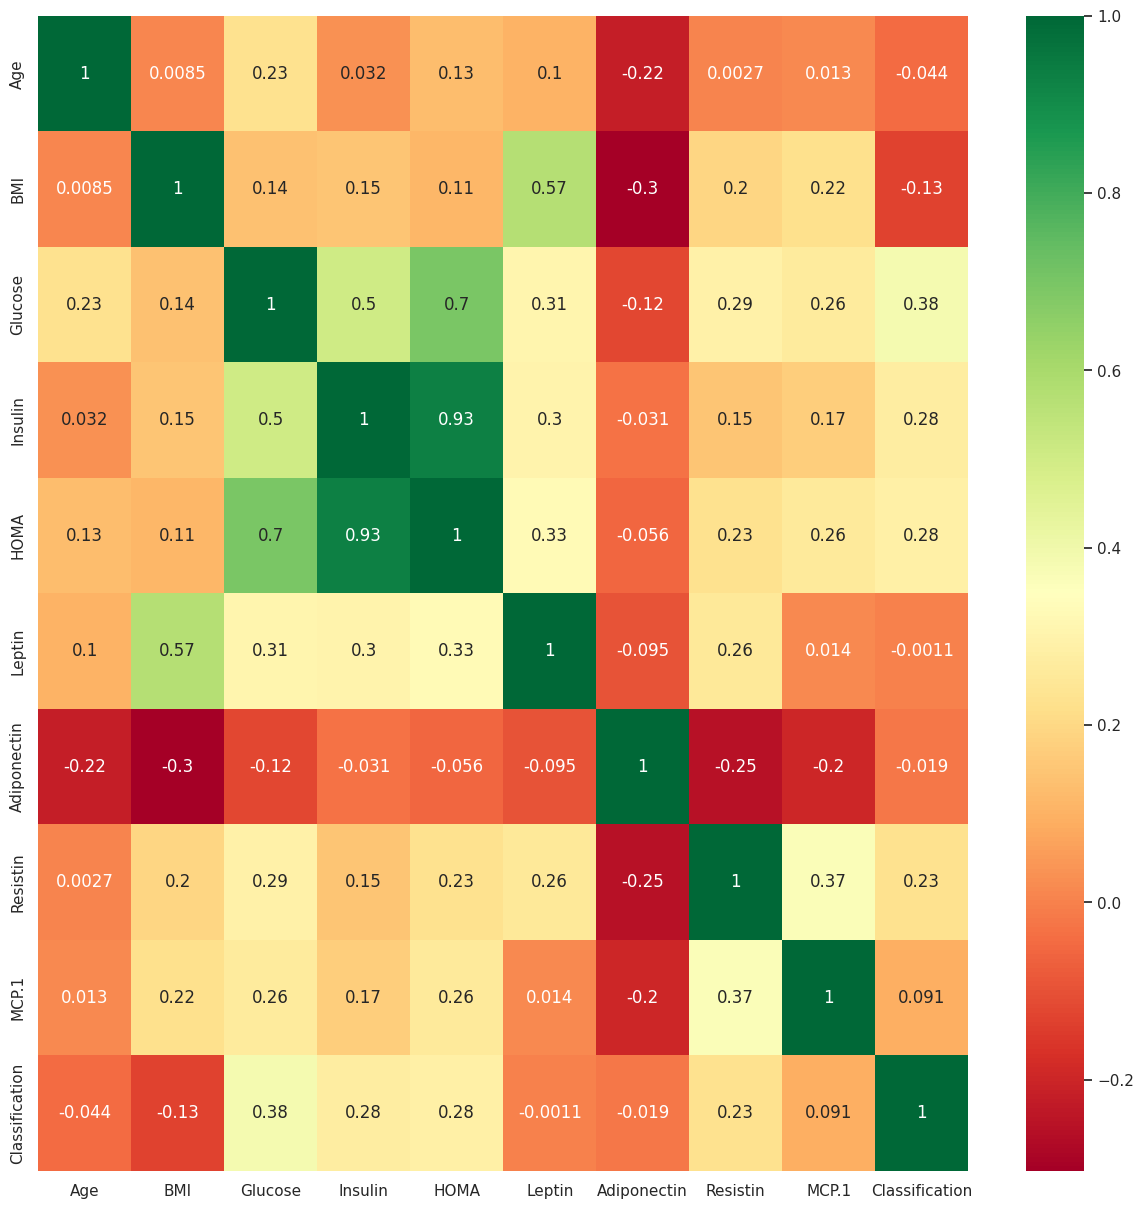 Age 1 0.0085 0.23 0.032 0.13 0.1 -0.22 0.0027 0.013 -0.044
BMI 0.0085 1 0.14 0.15 0.11 0.57 -0.3 0.2 0.22 -0.13
Glucose 0.23 0.14 1 0.5 0.7 0.31 -0.12 0.29 0.26 0.38
Insulin 0.032 0.15 0.5 1 0.93 0.3 -0.031 0.15 0.17 0.28
HOMA 0.13 0.11 0.7 0.93 1 0.33 -0.056 0.23 0.26 0.28
Leptin 0.1 0.57 0.31 0.3 0.33 1 -0.095 0.26 0.014 -0.0011
Adiponectin -0.22 -0.3 -0.12 -0.031 -0.056 -0.095 1 -0.25 -0.2 -0.019
Resistin 0.0027 0.2 0.29 0.15 0.23 0.26 -0.25 1 0.37 0.23
MCP.1 0.013 0.22 0.26 0.17 0.26 0.014 -0.2 0.37 1 0.091
Classification -0.044 -0.13 0.38 0.28 0.28 -0.0011 -0.019 0.23 0.091 1
Age BMI Glucose Insulin HOMA Leptin Adiponectin Resistin MCP.1 Classification
1.0
0.8
0.6
0.4
0.2
0.0
−0.2